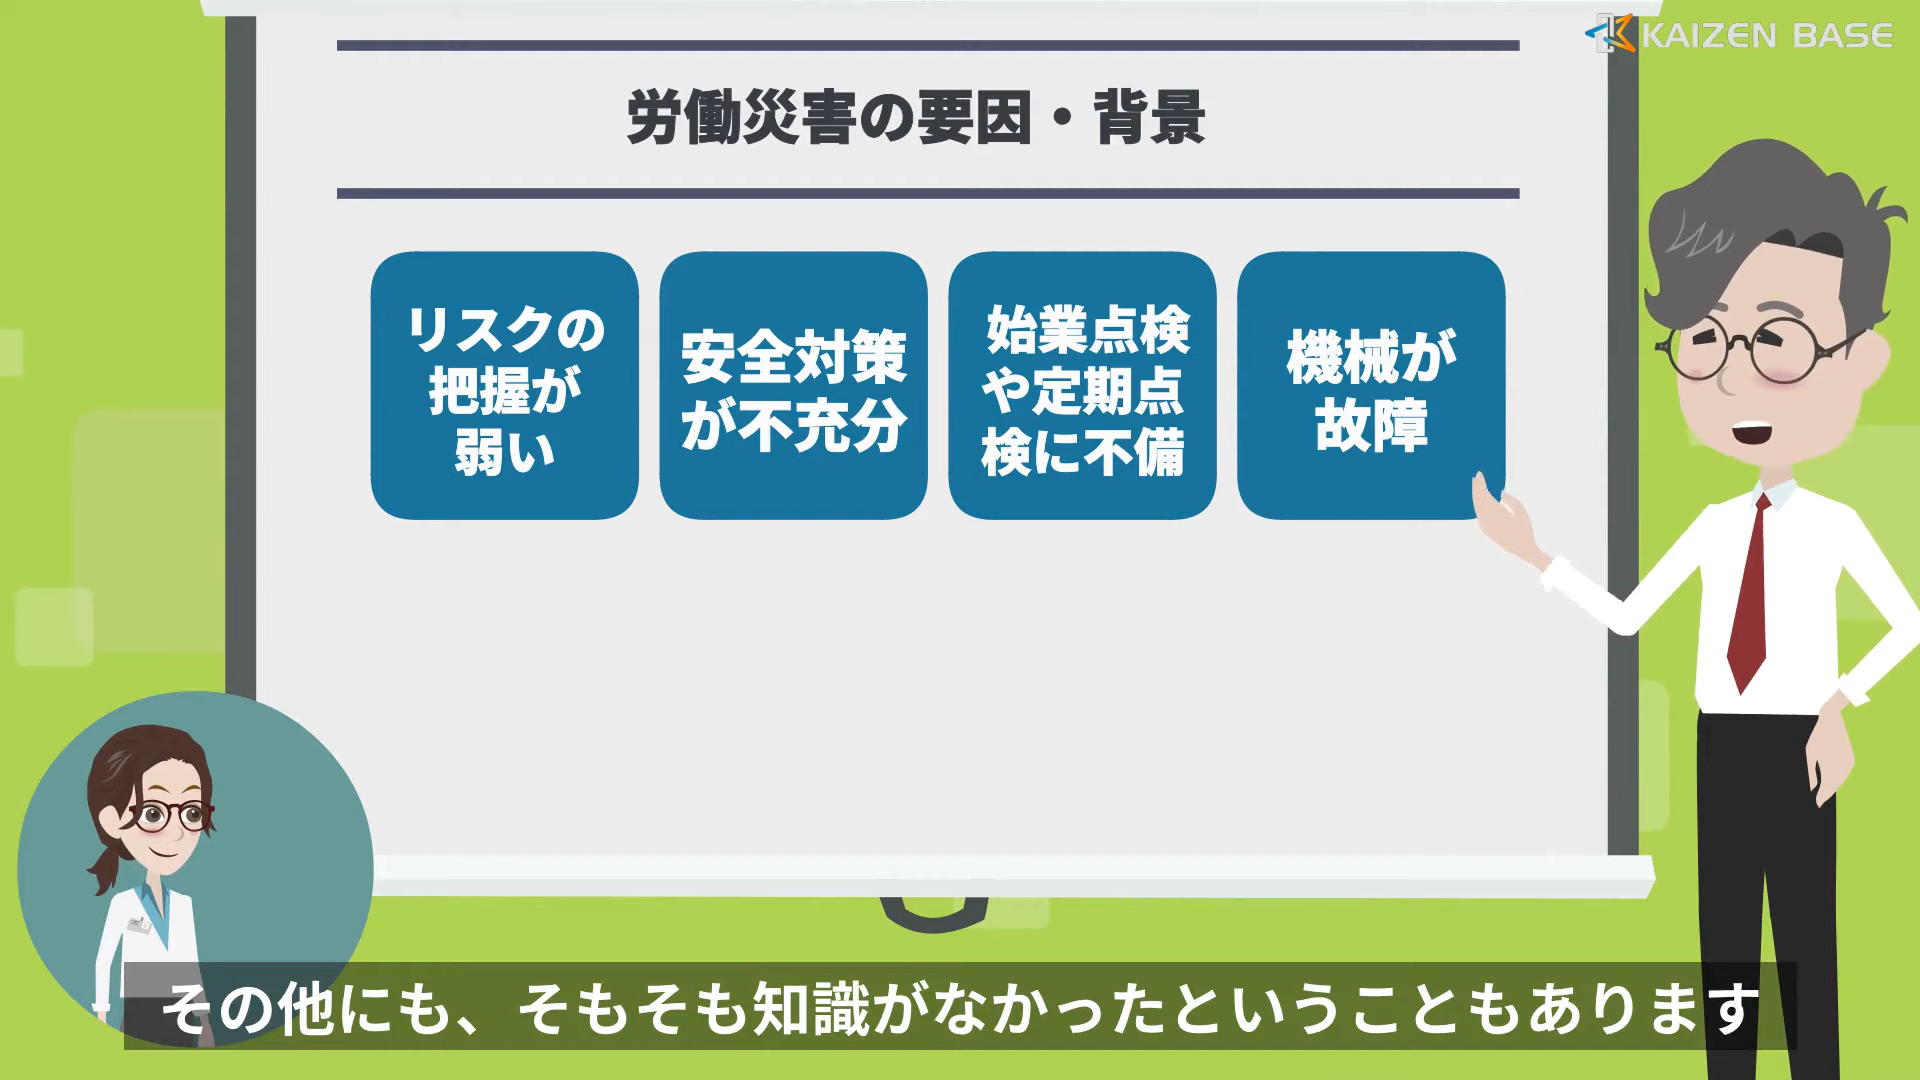 KAIZEN BASE
労働災害の要因・背景
リスクの
把握が
弱い
安全対策
が不充分
始業点検
や定期点
検に不備
機械が
故障
その他にも、そもそも知識がなかったということもあります